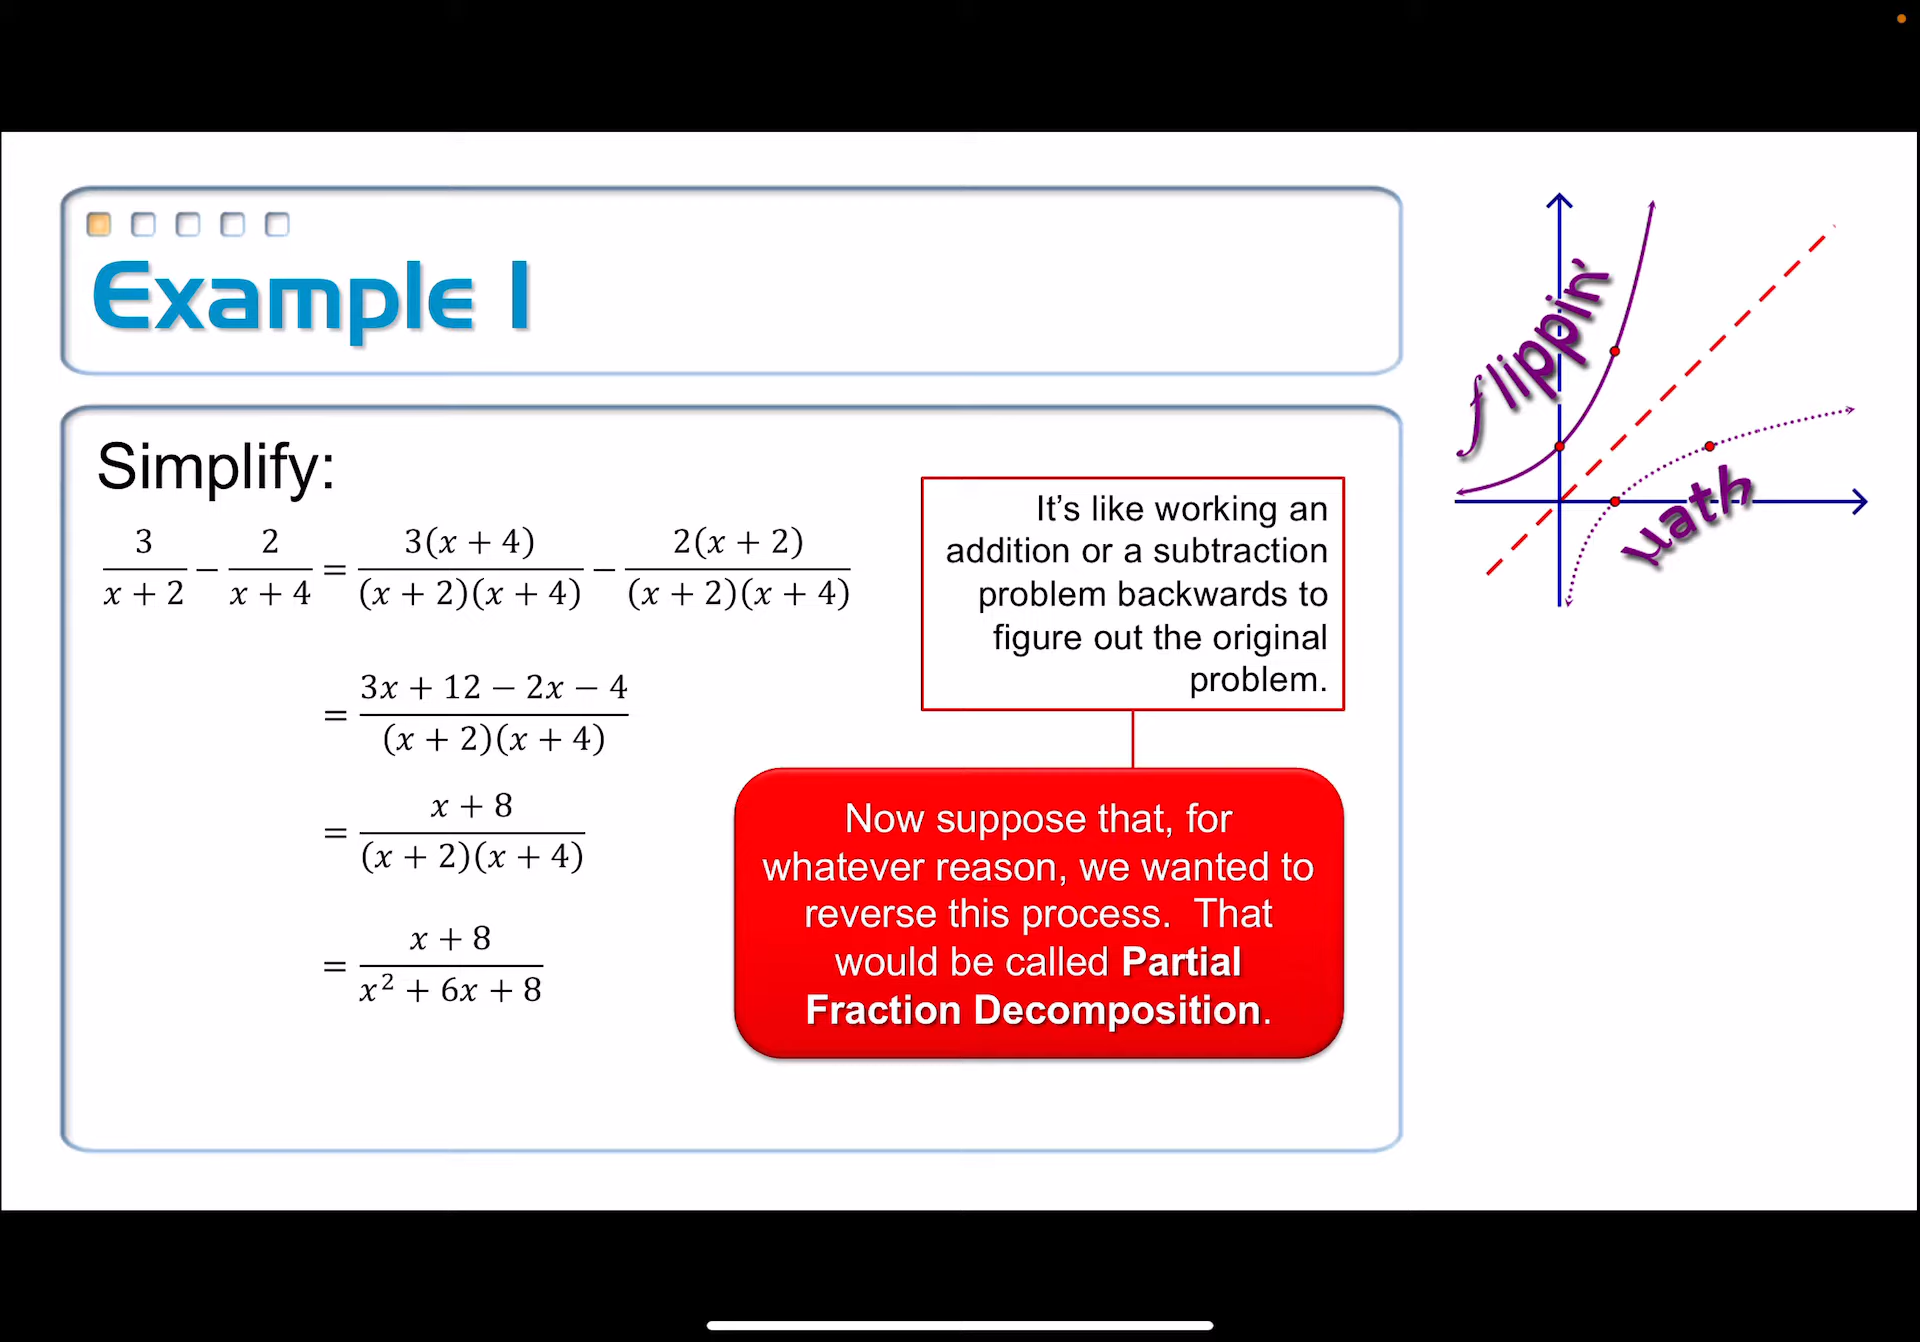 Example 1
Simplify:
3/(x + 2) − 2/(x + 4) = 3(x + 4)/((x + 2)(x + 4)) − 2(x + 2)/((x + 2)(x + 4))
= (3x + 12 − 2x − 4)/((x + 2)(x + 4))
= (x + 8)/((x + 2)(x + 4))
= (x + 8)/(x² + 6x + 8)
It’s like working an
addition or a subtraction
problem backwards to
figure out the original
problem.
Now suppose that, for
whatever reason, we wanted to
reverse this process. That
would be called Partial
Fraction Decomposition.
flippin'
math